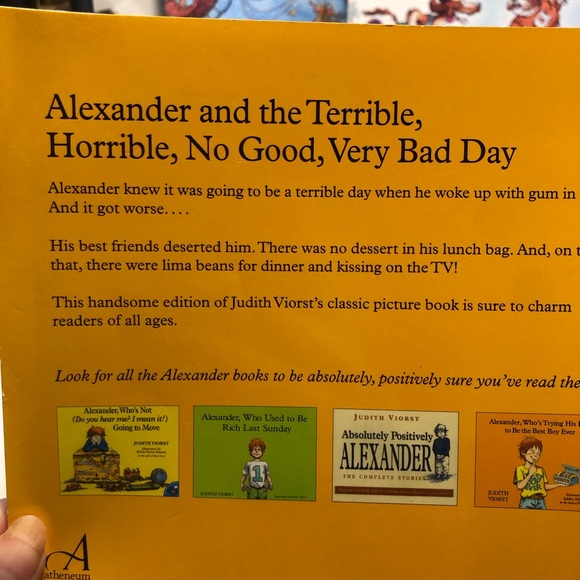 Alexander and the Terrible,
Horrible, No Good, Very Bad Day
Alexander knew it was going to be a terrible day when he woke up with gum in
And it got worse....
His best friends deserted him. There was no dessert in his lunch bag. And, on t
that, there were lima beans for dinner and kissing on the TV!
This handsome edition of Judith Viorst's classic picture book is sure to charm
readers of all ages.
Look for all the Alexander books to be absolutely, positively sure you've read the
Alexander, Who's Not
(Do you hear me? I mean it!)
Going to Move
JUDITH VIORST
Alexander, Who Used to Be
Rich Last Sunday
1
JUDITH VIORST
JUDITH VIORST
Absolutely Positively
ALEXANDER
THE COMPLETE STORIES
Alexander, Who's Trying His
to Be the Best Boy Ever
JUDITH
VIORST
A
atheneum